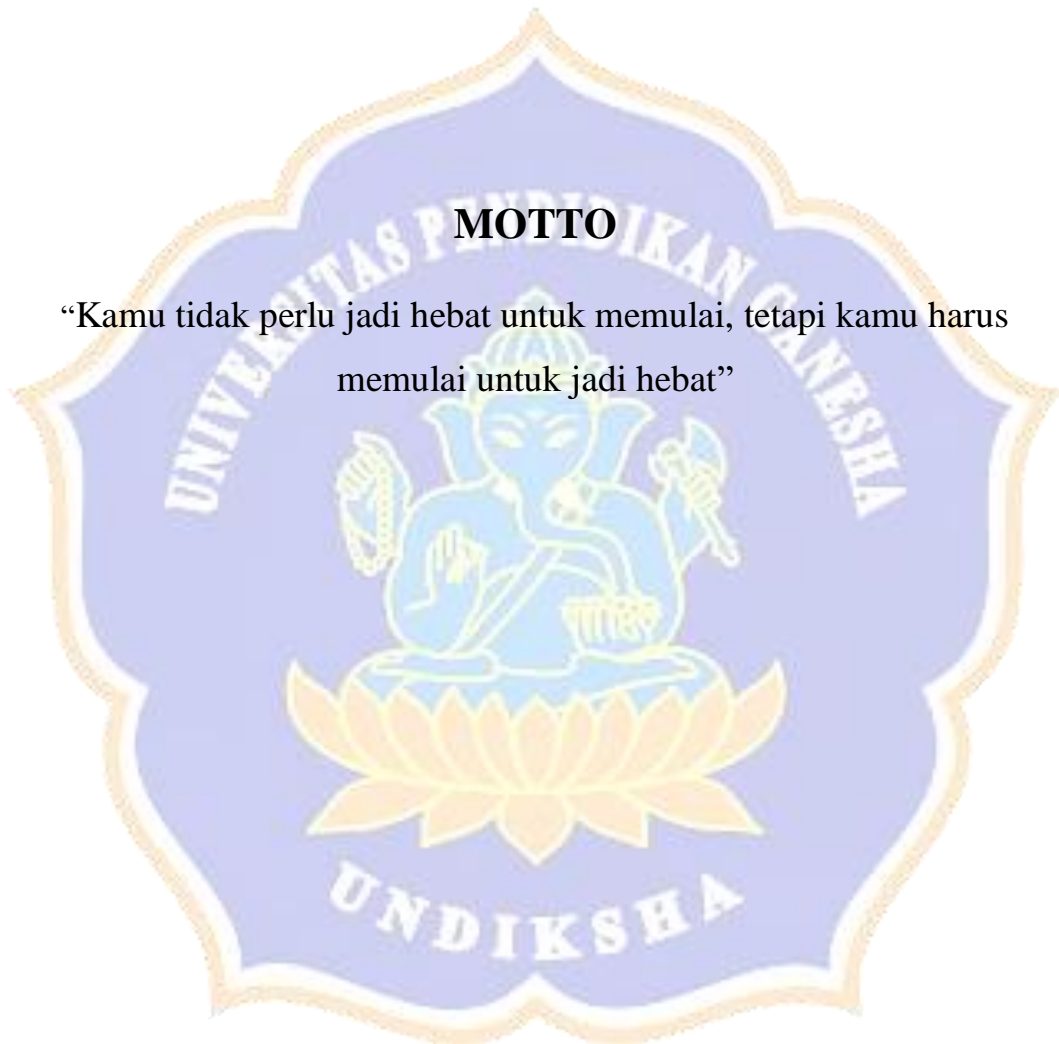 MOTTO
“Kamu tidak perlu jadi hebat untuk memulai, tetapi kamu harus
memulai untuk jadi hebat”
UNIVERSITAS PENDIDIKAN GANESHA
UNDIKSHA